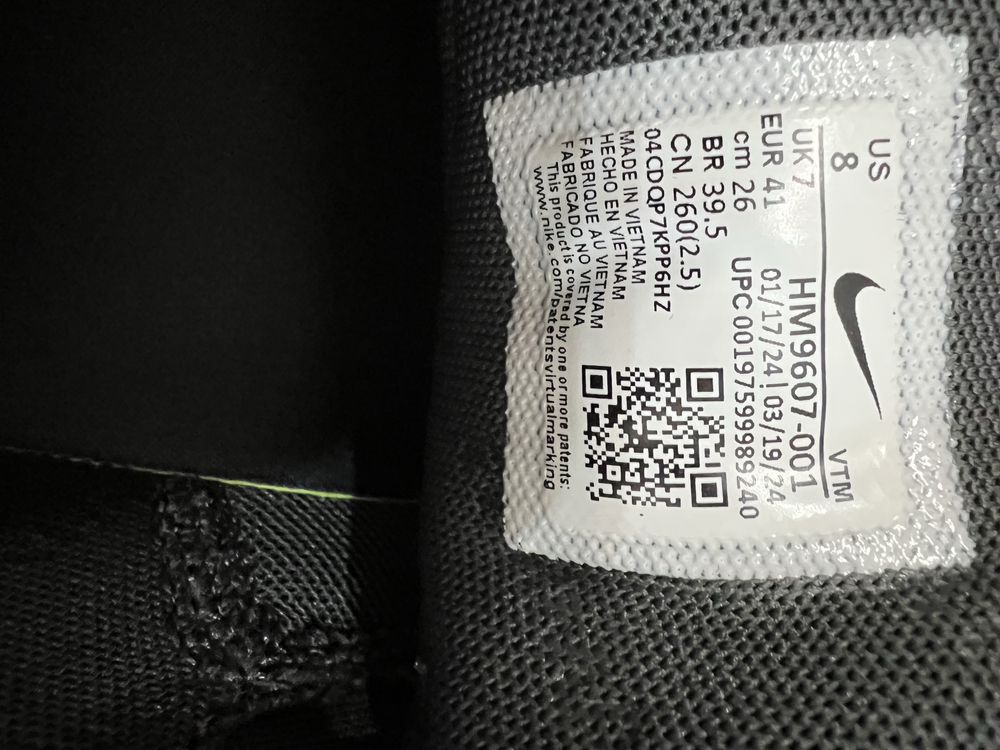 US
8
VTM
UK 7
HM9607-001
EUR 41
01/17/24 | 03/19/24
cm 26
UPC 00197599989240
BR 39.5
CN 260(2.5)
04CDQP7KPP6HZ
MADE IN VIETNAM
HECHO EN VIETNAM
FABRIQUE AU VIETNAM
FABRICADO NO VIETNA
This product is covered by one or more patents:
www.nike.com/patentsvirtualmarking